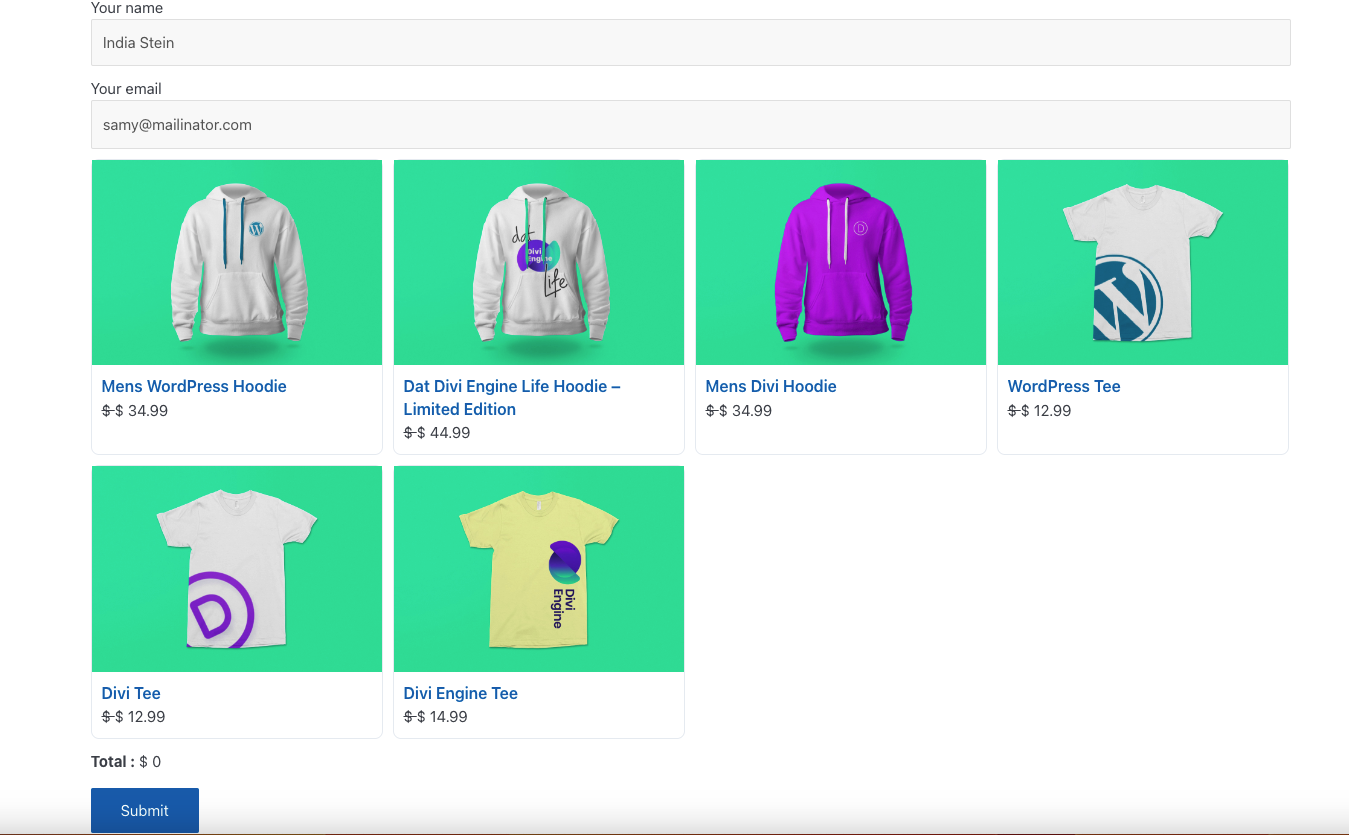 Your name
India Stein
Your email
samy@mailinator.com
dat
Divi
Engine
Life
Mens WordPress Hoodie
$ $ 34.99
Dat Divi Engine Life Hoodie –
Limited Edition
$ $ 44.99
Mens Divi Hoodie
$ $ 34.99
WordPress Tee
$ $ 12.99
Divi
Engine
Divi Tee
$ $ 12.99
Divi Engine Tee
$ $ 14.99
Total : $ 0
Submit